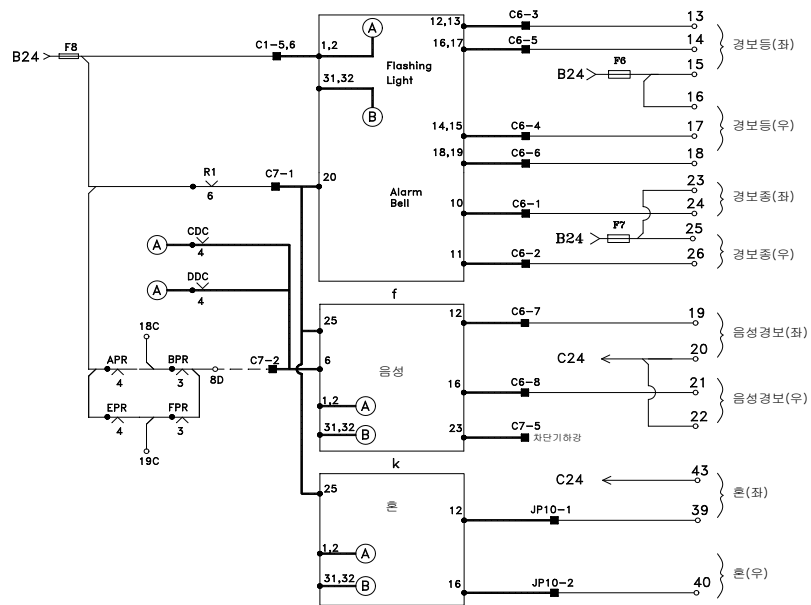 B24
F8
C1-5,6
1,2
A
31,32
B
Flashing
Light
12,13
C6-3
13
16,17
C6-5
14
경보등(좌)
B24
F6
15
16
14,15
C6-4
17
경보등(우)
18,19
C6-6
18
R1
6
C7-1
20
Alarm
Bell
23
10
C6-1
24
경보종(좌)
B24
F7
25
11
C6-2
26
경보종(우)
A
CDC
4
A
DDC
4
f
25
12
C6-7
19
18C
C24
20
음성경보(좌)
APR
4
BPR
3
8D
C7-2
6
음성
16
C6-8
21
1,2
A
EPR
4
FPR
3
31,32
B
23
C7-5
차단기하강
22
음성경보(우)
19C
k
25
혼
C24
43
12
JP10-1
39
혼(좌)
1,2
A
31,32
B
16
JP10-2
40
혼(우)